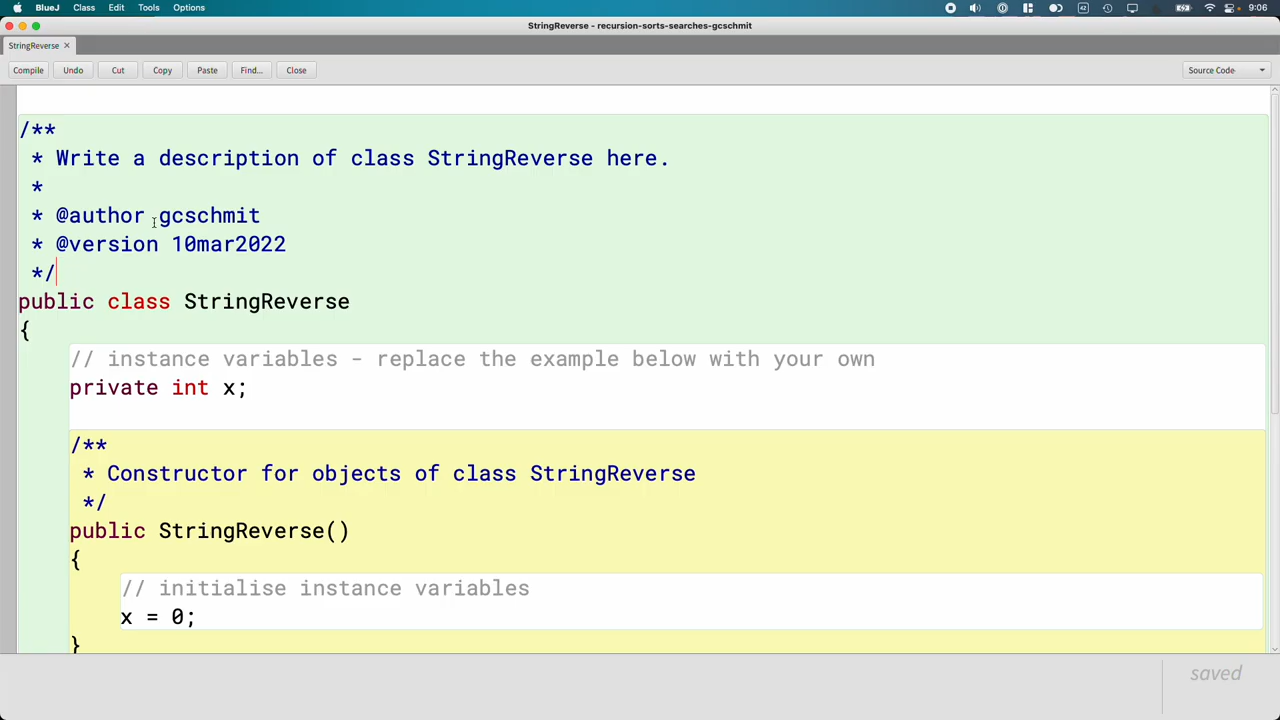 BlueJ Class Edit Tools Options 9:06
StringReverse - recursion-sorts-searches-gcschmit
StringReverse ×
Compile Undo Cut Copy Paste Find... Close Source Code
/**
 * Write a description of class StringReverse here.
 *
 * @author gcschmit
 * @version 10mar2022
 */
public class StringReverse
{
// instance variables - replace the example below with your own
private int x;
/**
 * Constructor for objects of class StringReverse
 */
public StringReverse()
{
// initialise instance variables
x = 0;
}
saved